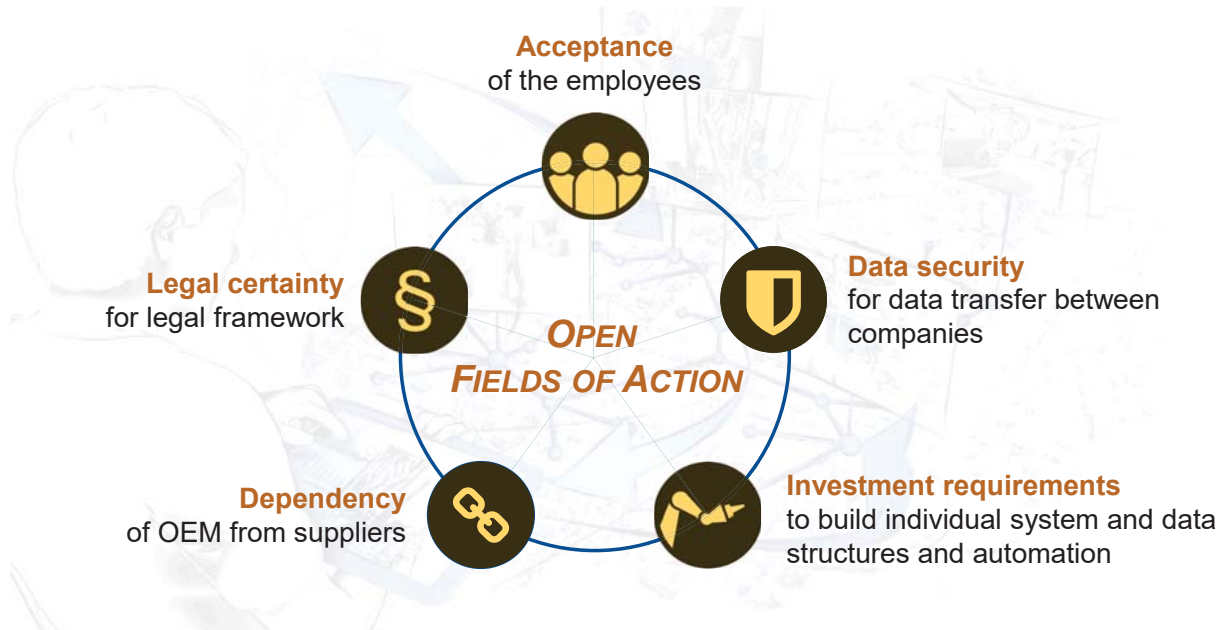 Acceptance
of the employees
Data security
for data transfer between
companies
Investment requirements
to build individual system and data
structures and automation
Dependency
of OEM from suppliers
Legal certainty
for legal framework
§
OPEN
FIELDS OF ACTION